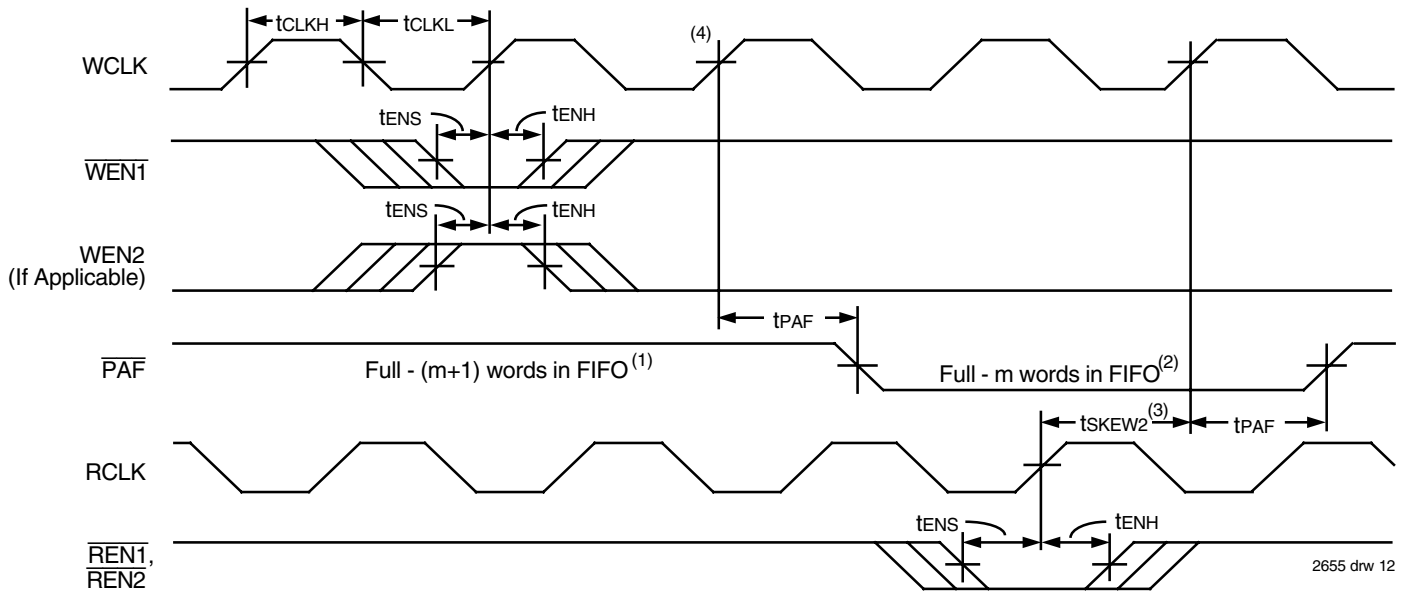 tCLKH
tCLKL
(4)
WCLK
tENS
tENH
WEN1
tENS
tENH
WEN2
(If Applicable)
tPAF
PAF
Full - (m+1) words in FIFO(1)
Full - m words in FIFO(2)
tSKEW2(3)
tPAF
RCLK
tENS
tENH
REN1,
REN2
2655 drw 12